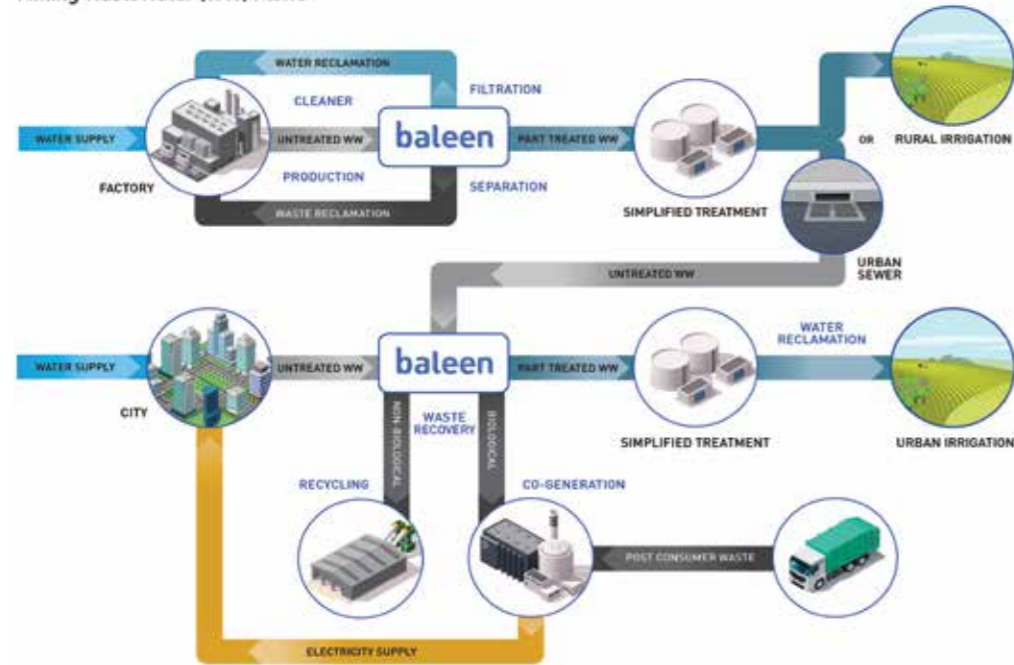 WATER RECLAMATION
CLEANER
FILTRATION
WATER SUPPLY
UNTREATED WW
baleen
PART TREATED WW
OR
RURAL IRRIGATION
FACTORY
PRODUCTION
SEPARATION
WASTE RECLAMATION
SIMPLIFIED TREATMENT
URBAN
SEWER
UNTREATED WW
WATER
RECLAMATION
WATER SUPPLY
UNTREATED WW
baleen
PART TREATED WW
CITY
NON-BIOLOGICAL
WASTE
RECOVERY
BIOLOGICAL
SIMPLIFIED TREATMENT
URBAN IRRIGATION
RECYCLING
CO-GENERATION
POST CONSUMER WASTE
ELECTRICITY SUPPLY